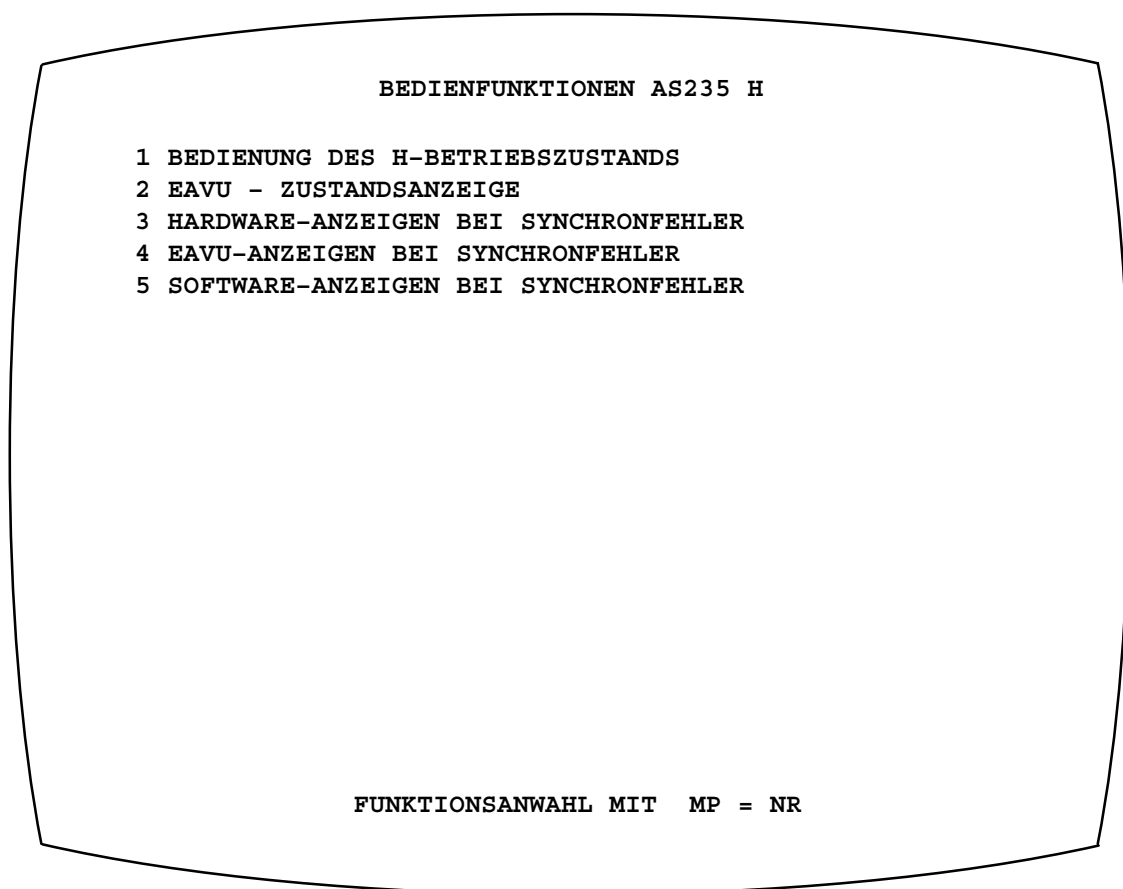 BEDIENFUNKTIONEN AS235 H
1 BEDIENUNG DES H-BETRIEBSZUSTANDS
2 EAVU - ZUSTANDSANZEIGE
3 HARDWARE-ANZEIGEN BEI SYNCHRONFEHLER
4 EAVU-ANZEIGEN BEI SYNCHRONFEHLER
5 SOFTWARE-ANZEIGEN BEI SYNCHRONFEHLER
FUNKTIONSANWAHL MIT MP = NR